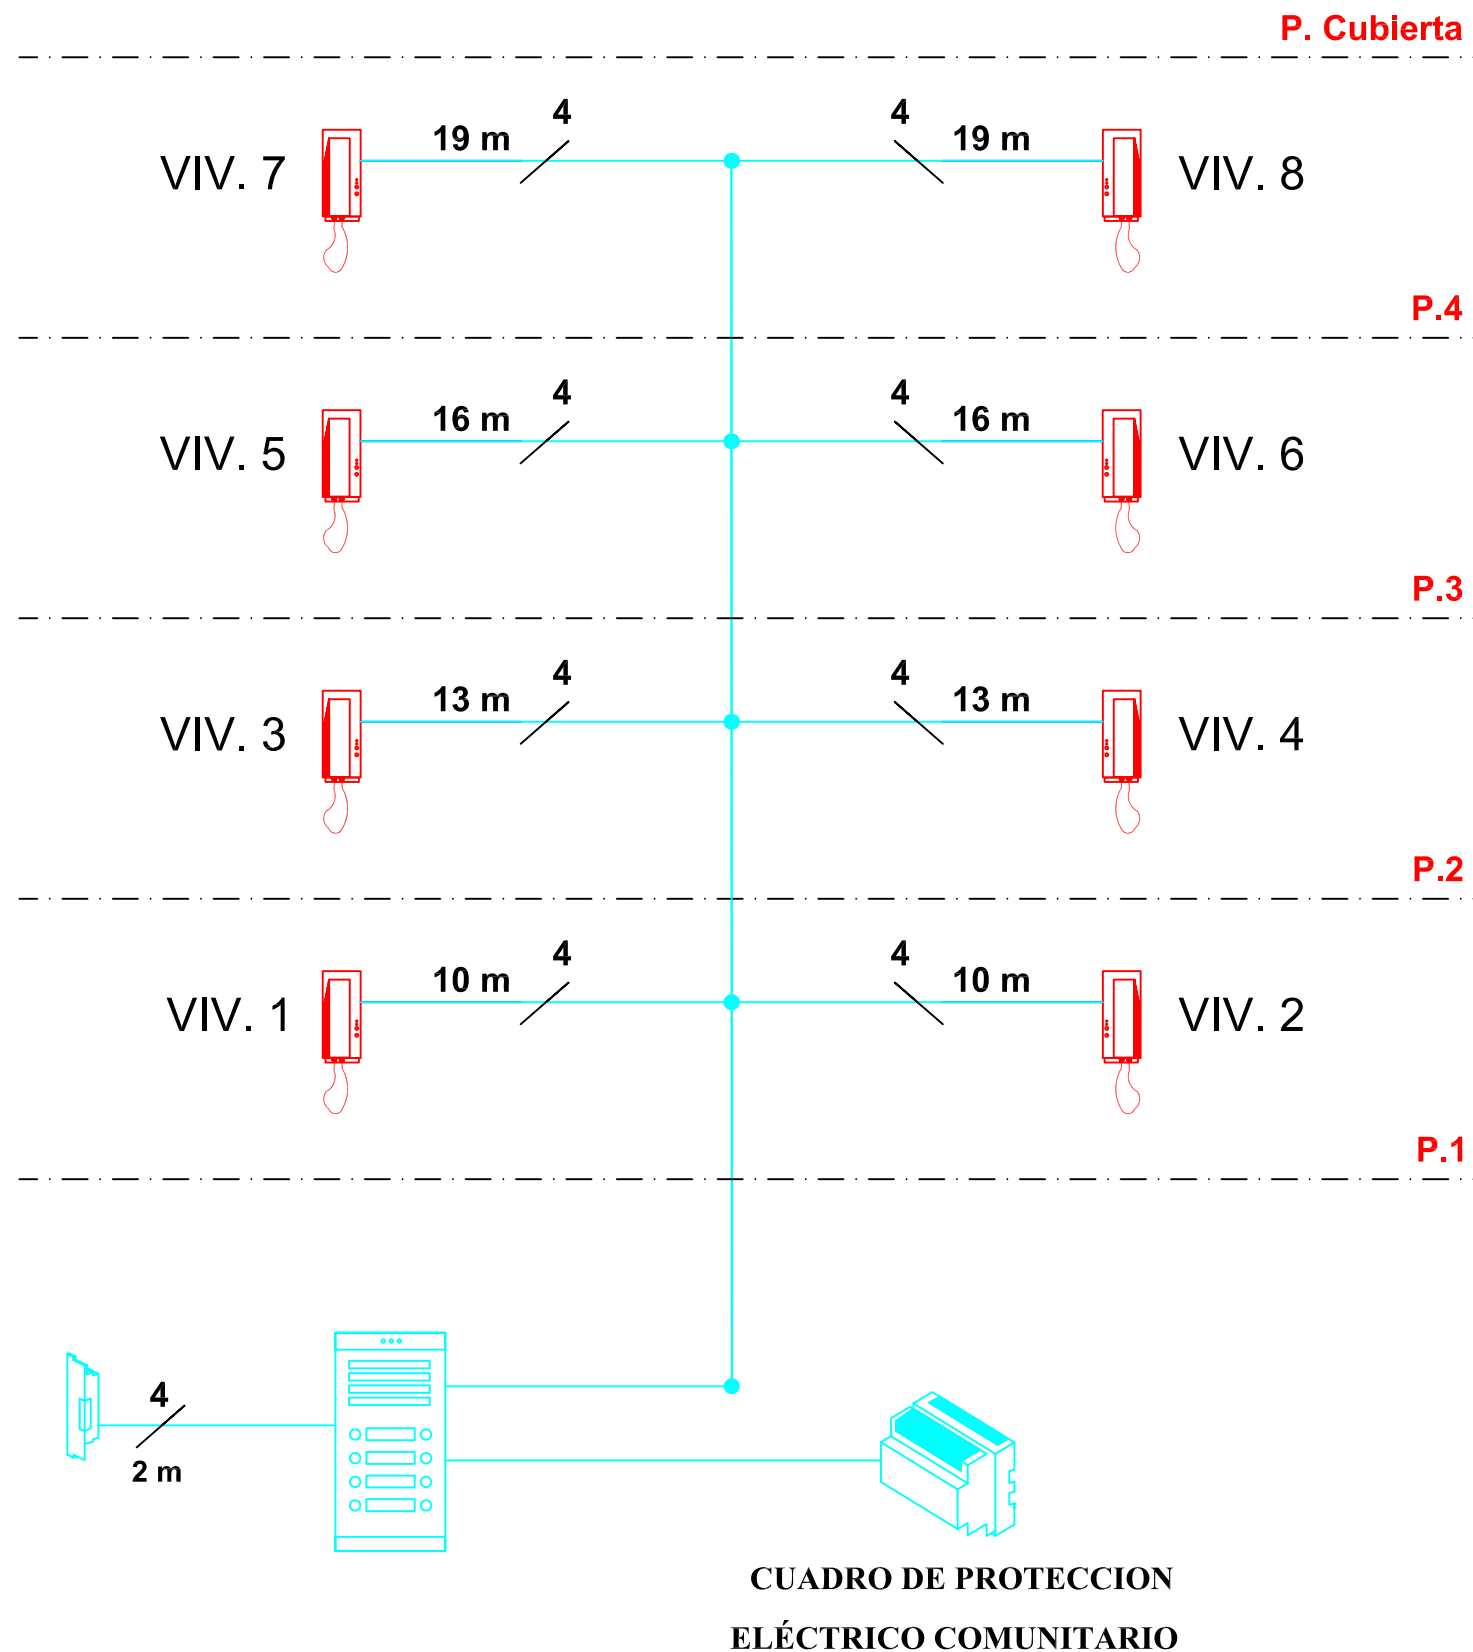 P. Cubierta
4 4
19 m 19 m
VIV. 7 VIV. 8
P.4
4 4
16 m 16 m
VIV. 5 VIV. 6
P.3
4 4
13 m 13 m
VIV. 3 VIV. 4
P.2
4 4
10 m 10 m
VIV. 1 VIV. 2
P.1
4
2 m
CUADRO DE PROTECCION
ELÉCTRICO COMUNITARIO